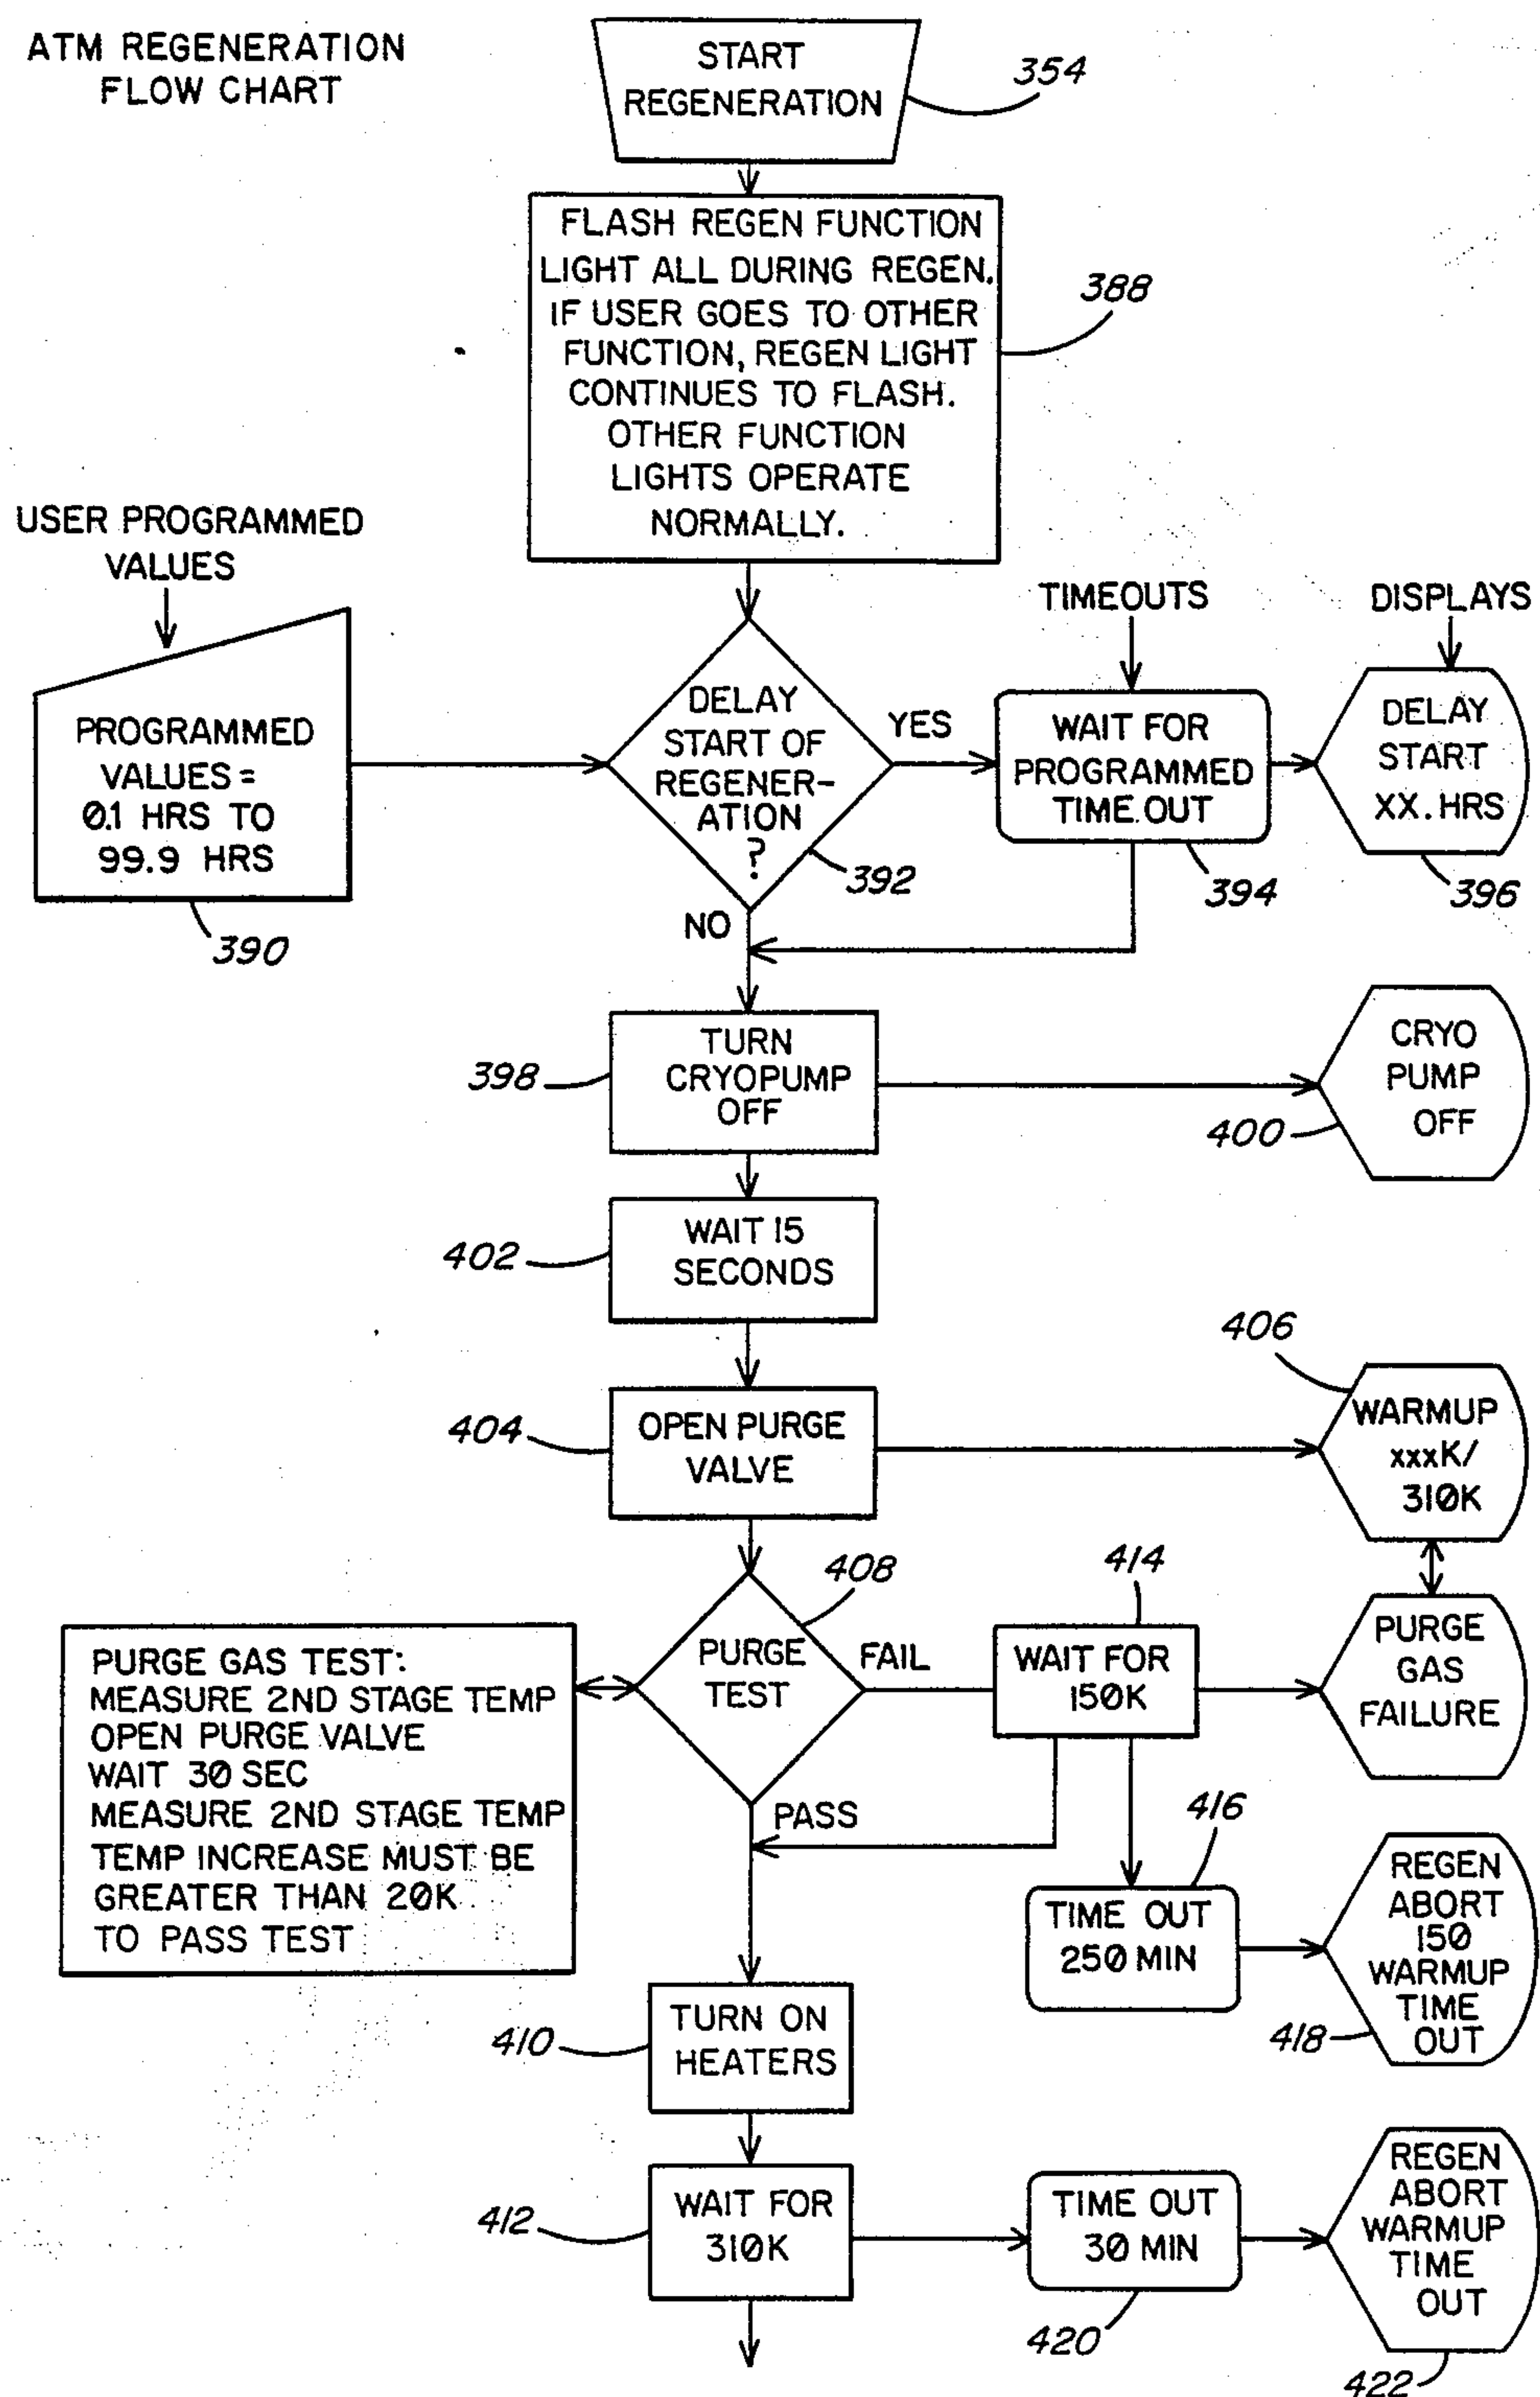 ATM REGENERATION
FLOW CHART
START
REGENERATION
354
FLASH REGEN FUNCTION
LIGHT ALL DURING REGEN.
IF USER GOES TO OTHER
FUNCTION, REGEN LIGHT
CONTINUES TO FLASH.
OTHER FUNCTION
LIGHTS OPERATE
NORMALLY.
388
USER PROGRAMMED
VALUES
PROGRAMMED
VALUES =
0.1 HRS TO
99.9 HRS
390
DELAY
START OF
REGENER-
ATION
?
392
YES
NO
TIMEOUTS
WAIT FOR
PROGRAMMED
TIME OUT
394
DISPLAYS
DELAY
START
XX. HRS
396
TURN
CRYOPUMP
OFF
398
CRYO
PUMP
OFF
400
WAIT 15
SECONDS
402
OPEN PURGE
VALVE
404
406
WARMUP
xxxK/
310K
PURGE
TEST
408
FAIL
PASS
PURGE GAS TEST:
MEASURE 2ND STAGE TEMP
OPEN PURGE VALVE
WAIT 30 SEC
MEASURE 2ND STAGE TEMP
TEMP INCREASE MUST BE
GREATER THAN 20K
TO PASS TEST
414
WAIT FOR
150K
PURGE
GAS
FAILURE
416
TIME OUT
250 MIN
REGEN
ABORT
150
WARMUP
TIME
OUT
418
TURN ON
HEATERS
410
WAIT FOR
310K
412
TIME OUT
30 MIN
420
REGEN
ABORT
WARMUP
TIME
OUT
422